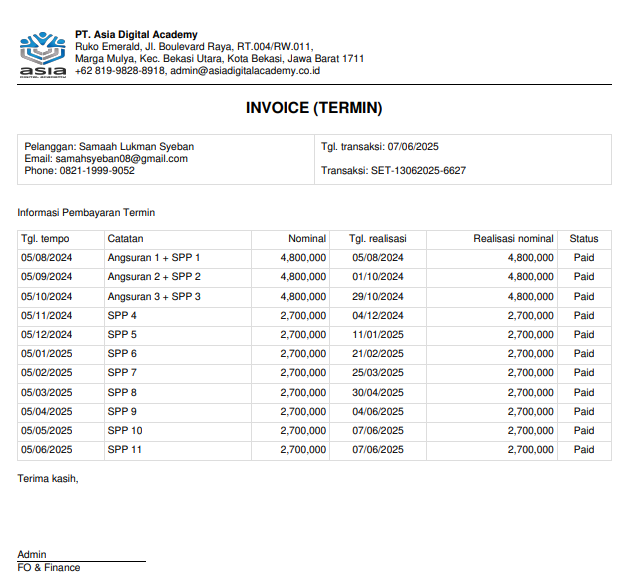 PT. Asia Digital Academy
Ruko Emerald, Jl. Boulevard Raya, RT.004/RW.011,
Marga Mulya, Kec. Bekasi Utara, Kota Bekasi, Jawa Barat 1711
+62 819-9828-8918, admin@asiadigitalacademy.co.id
asia
DIGITAL ACADEMY
INVOICE (TERMIN)
Pelanggan: Samaah Lukman Syeban
Email: samahsyeban08@gmail.com
Phone: 0821-1999-9052
Tgl. transaksi: 07/06/2025
Transaksi: SET-13062025-6627
Informasi Pembayaran Termin
Tgl. tempo Catatan Nominal Tgl. realisasi Realisasi nominal Status
05/08/2024 Angsuran 1 + SPP 1 4,800,000 05/08/2024 4,800,000 Paid
05/09/2024 Angsuran 2 + SPP 2 4,800,000 01/10/2024 4,800,000 Paid
05/10/2024 Angsuran 3 + SPP 3 4,800,000 29/10/2024 4,800,000 Paid
05/11/2024 SPP 4 2,700,000 04/12/2024 2,700,000 Paid
05/12/2024 SPP 5 2,700,000 11/01/2025 2,700,000 Paid
05/01/2025 SPP 6 2,700,000 21/02/2025 2,700,000 Paid
05/02/2025 SPP 7 2,700,000 25/03/2025 2,700,000 Paid
05/03/2025 SPP 8 2,700,000 30/04/2025 2,700,000 Paid
05/04/2025 SPP 9 2,700,000 04/06/2025 2,700,000 Paid
05/05/2025 SPP 10 2,700,000 07/06/2025 2,700,000 Paid
05/06/2025 SPP 11 2,700,000 07/06/2025 2,700,000 Paid
Terima kasih,
Admin
FO & Finance